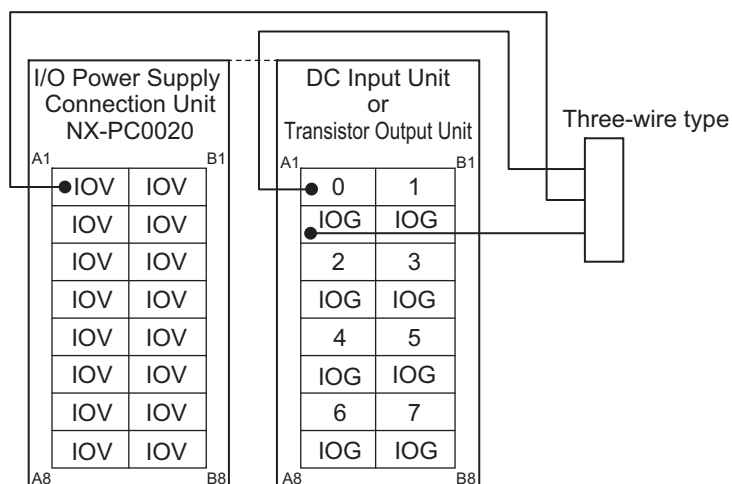 I/O Power Supply
Connection Unit
NX-PC0020
A1 B1
IOV IOV
IOV IOV
IOV IOV
IOV IOV
IOV IOV
IOV IOV
IOV IOV
IOV IOV
A8 B8
DC Input Unit
or
Transistor Output Unit
A1 B1
0 1
IOG IOG
2 3
IOG IOG
4 5
IOG IOG
6 7
IOG IOG
A8 B8
Three-wire type